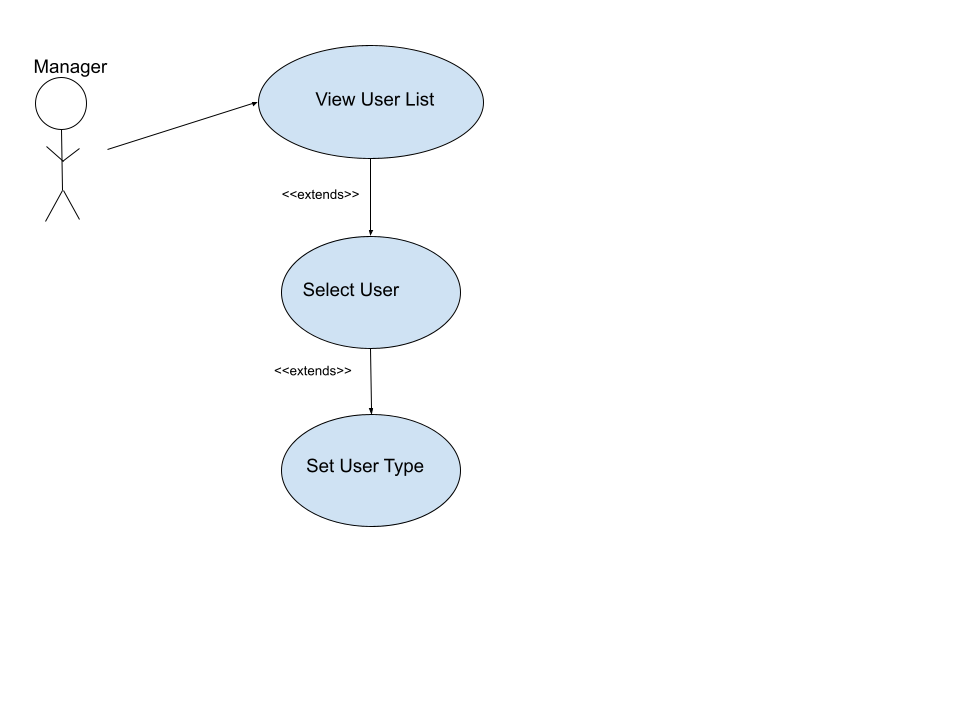 Manager
View User List
<<extends>>
Select User
<<extends>>
Set User Type